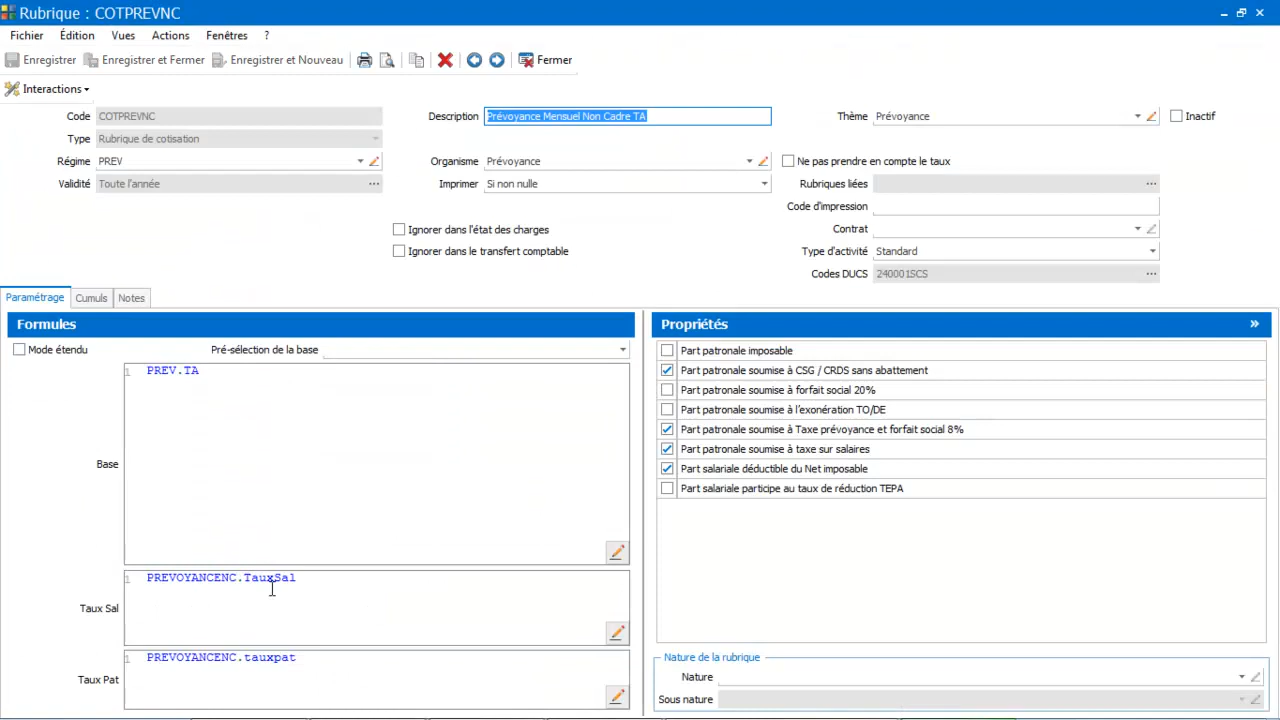 Rubrique : COTPREVNC
Fichier Édition Vues Actions Fenêtres ?
Enregistrer Enregistrer et Fermer Enregistrer et Nouveau Fermer
Interactions
Code COTPREVNC Description Prévoyance Mensuel Non Cadre TA Thème Prévoyance Inactif
Type Rubrique de cotisation
Régime PREV Organisme Prévoyance Ne pas prendre en compte le taux
Validité Toute l'année ... Imprimer Si non nulle Rubriques liées ...
Code d'impression
Ignorer dans l'état des charges Contrat
Ignorer dans le transfert comptable Type d'activité Standard
Codes DUCS 240001SCS ...
Paramétrage Cumuls Notes
Formules Propriétés »
Mode étendu Pré-sélection de la base Part patronale imposable
1 PREV.TA Part patronale soumise à CSG / CRDS sans abattement
Part patronale soumise à forfait social 20%
Part patronale soumise à l'exonération TO/DE
Part patronale soumise à Taxe prévoyance et forfait social 8%
Part patronale soumise à taxe sur salaires
Base Part salariale déductible du Net imposable
Part salariale participe au taux de réduction TEPA
1 PREVOYANCENC.TauxSal
Taux Sal
1 PREVOYANCENC.tauxpat Nature de la rubrique
Taux Pat Nature
Sous nature